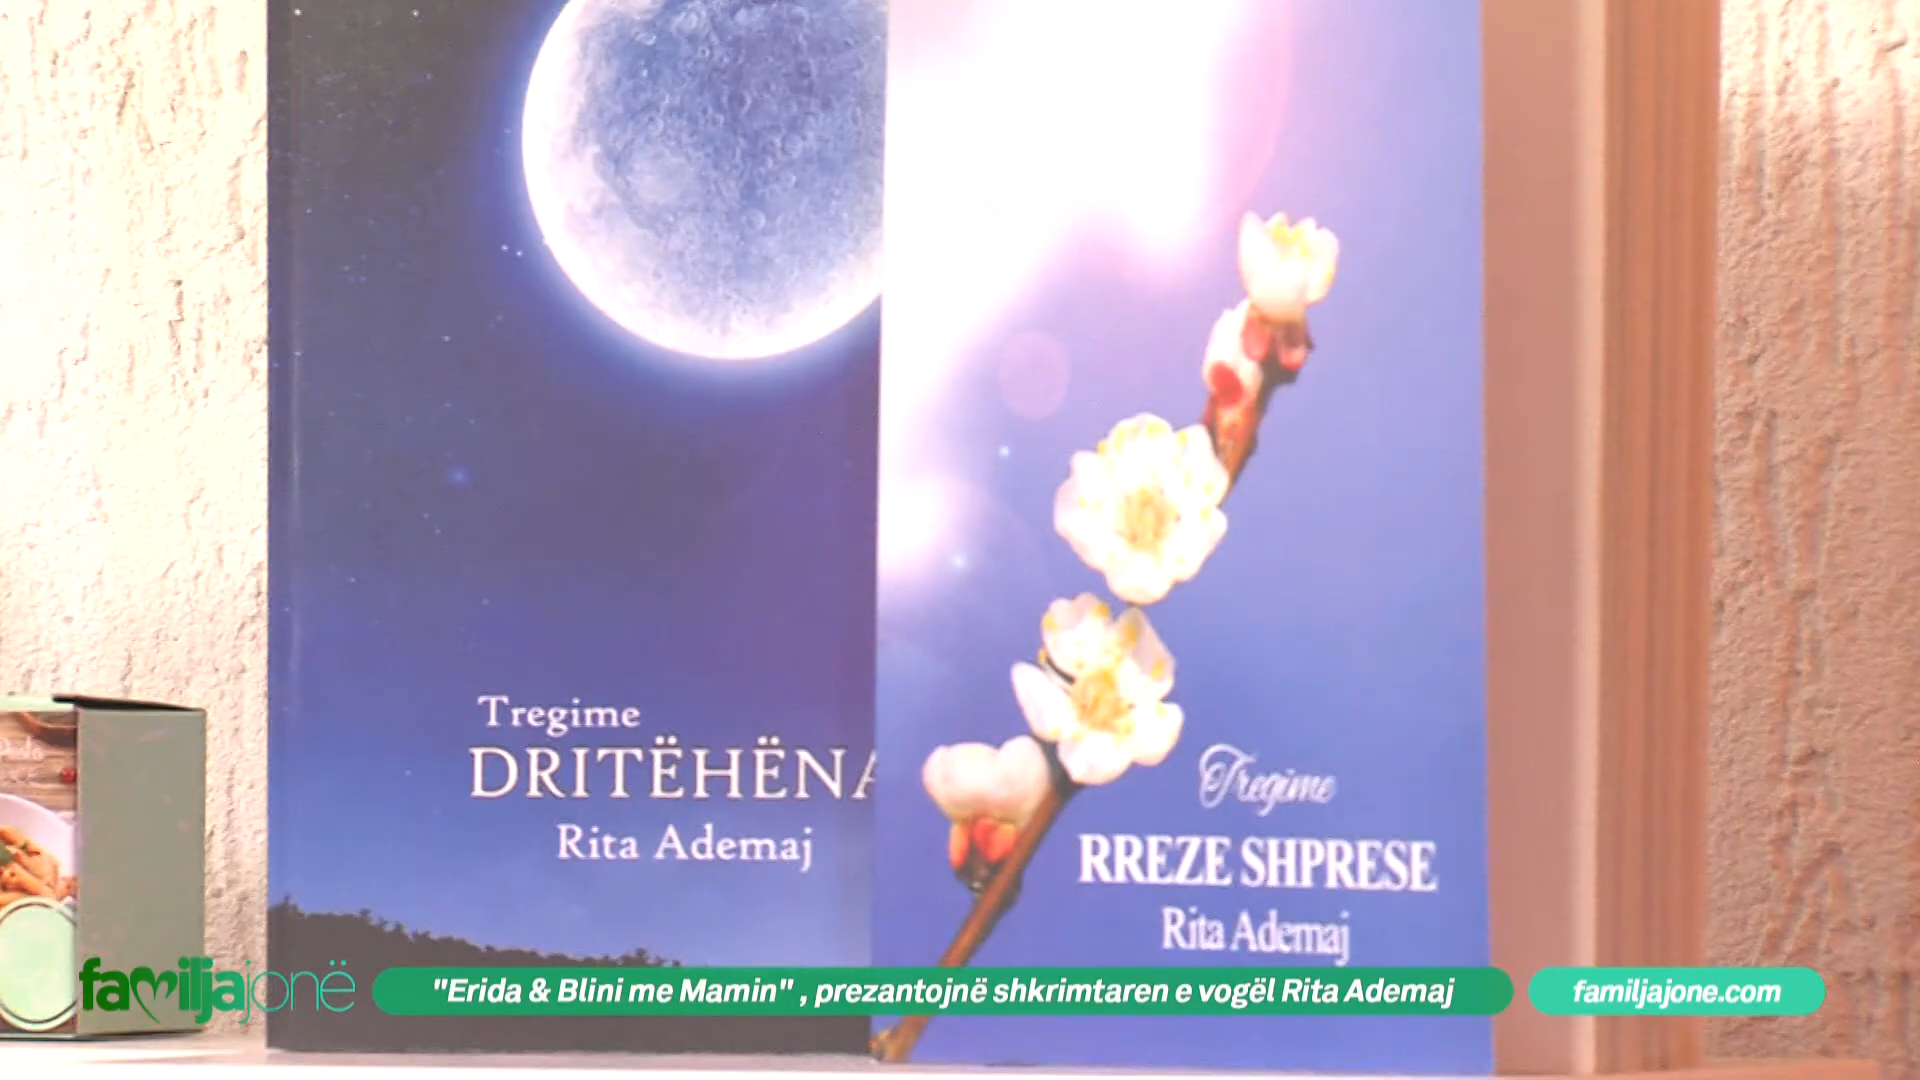 Tregime
DRITËHËNA
Rita Ademaj
Tregime
RREZE SHPRESE
Rita Ademaj
familjajonë
"Erida & Blini me Mamin" , prezantojnë shkrimtaren e vogël Rita Ademaj
familjajone.com